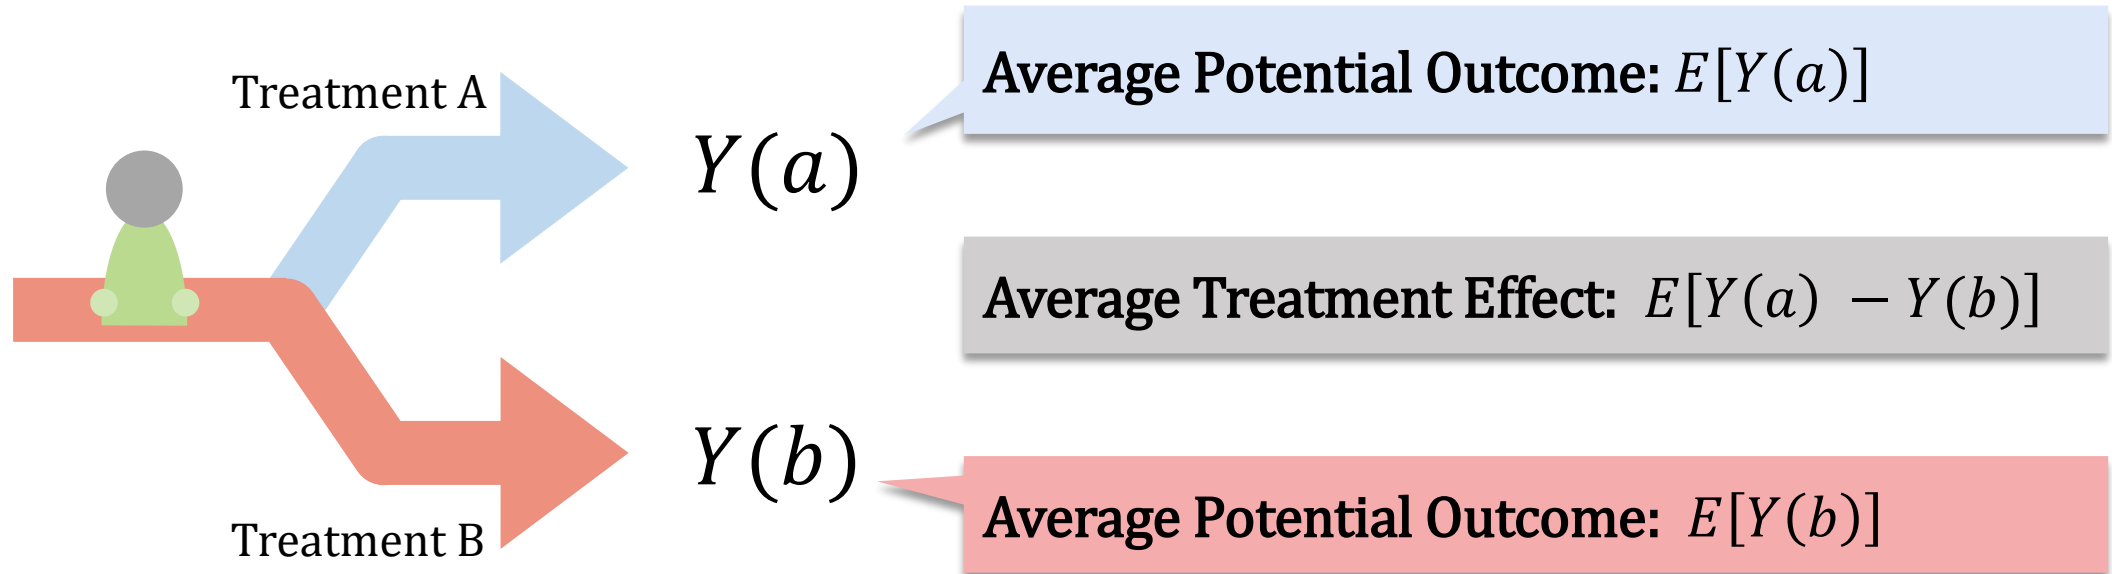 Treatment A
Y(a)
Average Potential Outcome: E[Y(a)]
Average Treatment Effect: E[Y(a) − Y(b)]
Treatment B
Y(b)
Average Potential Outcome: E[Y(b)]